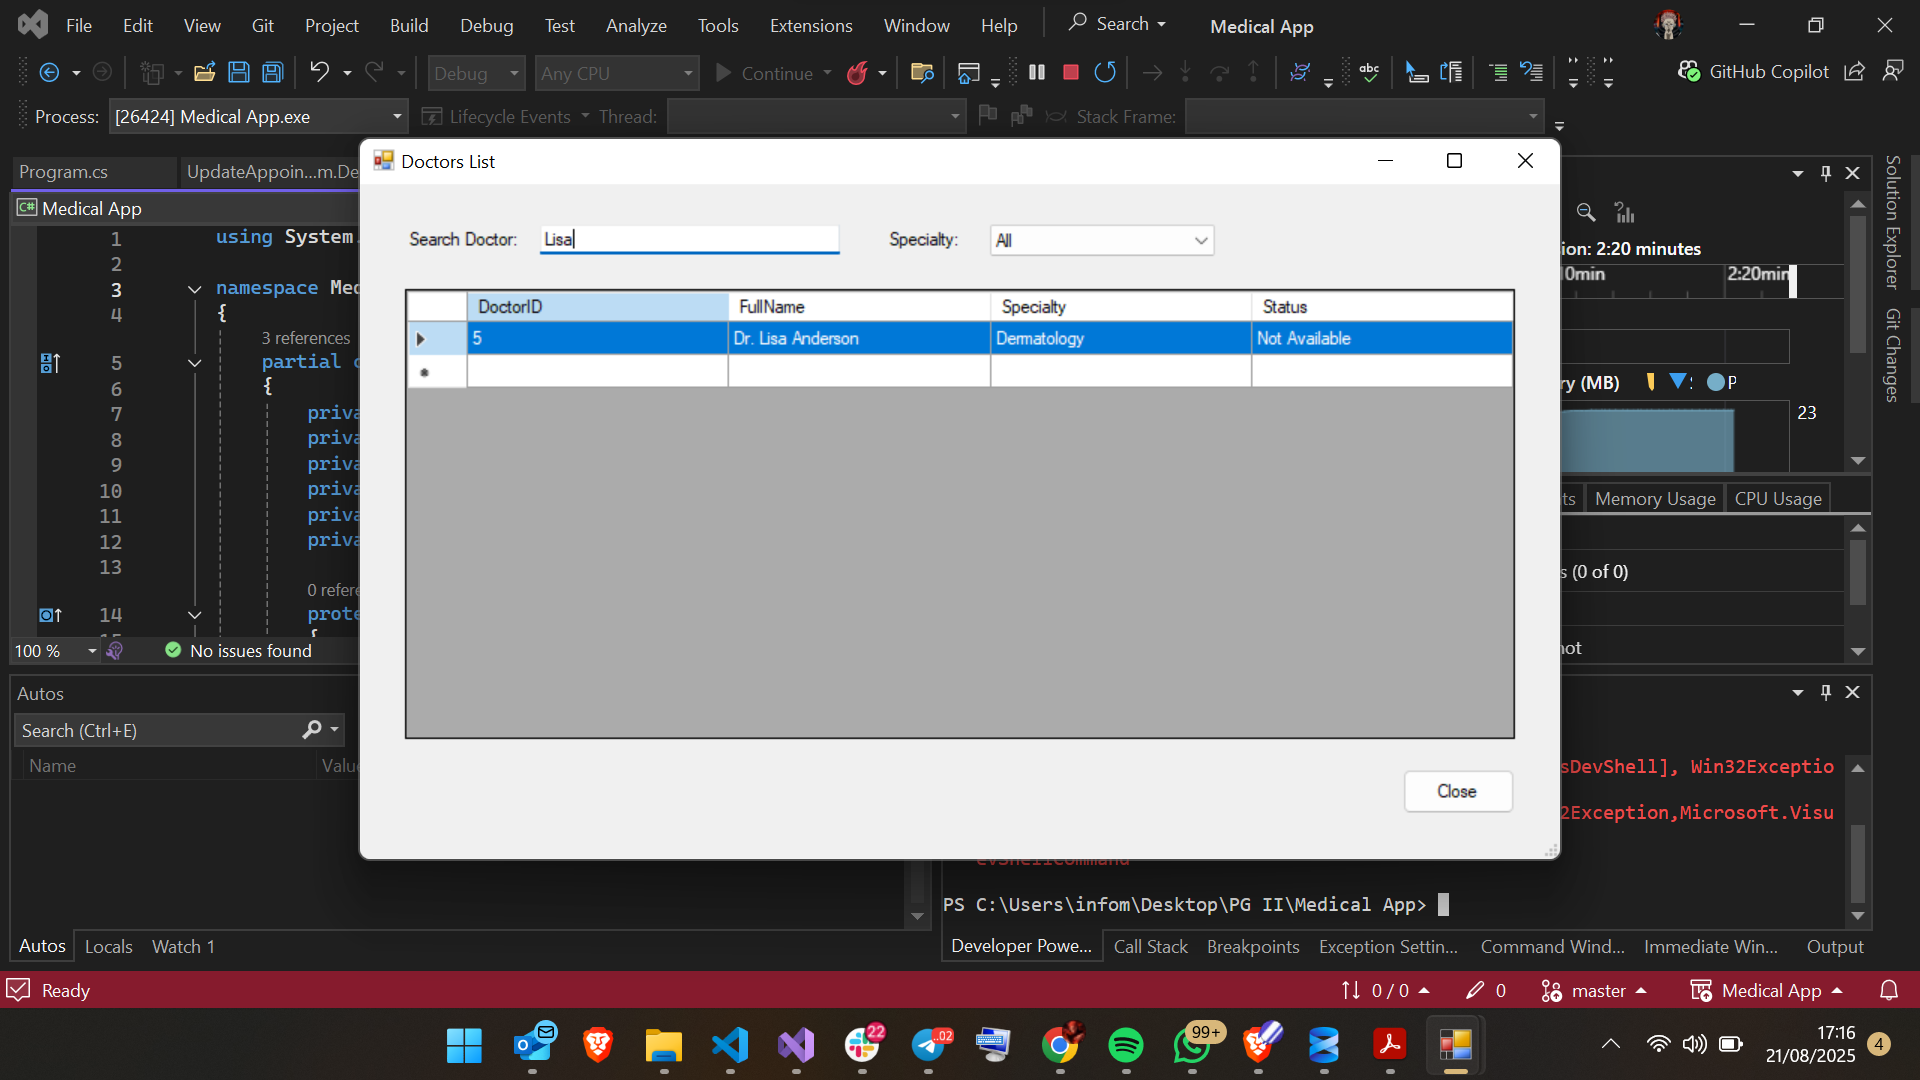 File Edit View Git Project Build Debug Test Analyze Tools Extensions Window Help Search Medical App
Debug Any CPU Continue abc GitHub Copilot
Process: [26424] Medical App.exe Lifecycle Events Thread: Stack Frame:
Program.cs UpdateAppoin...m.De
Medical App
1 using System.
2
3 namespace Med
4 {
3 references
5 partial c
6 {
7 priva
8 priva
9 priva
10 priva
11 priva
12 priva
13
0 refere
14 prote
{
100 % No issues found
Doctors List
Search Doctor: Lisa Specialty: All
DoctorID FullName Specialty Status
5 Dr. Lisa Anderson Dermatology Not Available
Close
ion: 2:20 minutes
0min 2:20min
ry (MB) P
23
ts Memory Usage CPU Usage
s (0 of 0)
hot
Solution Explorer
Git Changes
Autos
Search (Ctrl+E)
Name Value
Autos Locals Watch 1
sDevShell], Win32Exceptio
2Exception,Microsoft.Visu
evShellCommand
PS C:\Users\infom\Desktop\PG II\Medical App>
Developer Powe... Call Stack Breakpoints Exception Settin... Command Wind... Immediate Win... Output
Ready 0 / 0 0 master Medical App
22 ..02 99+
17:16
21/08/2025 4